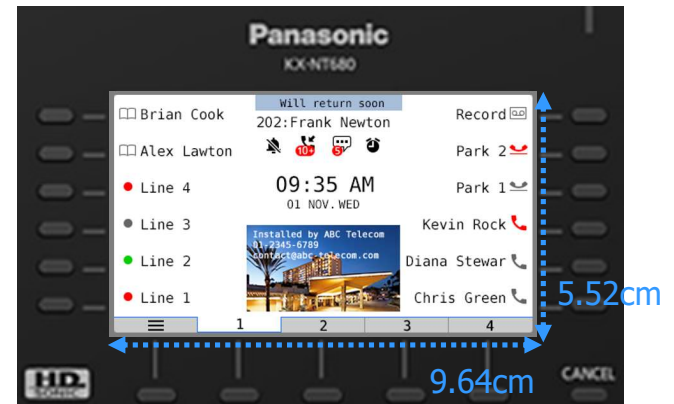 Panasonic
KX-NT680
Will return soon
202:Frank Newton
Brian Cook
Record
Alex Lawton
10+
5
Park 2
Line 4
09:35 AM
Park 1
01 NOV.WED
Line 3
Kevin Rock
Installed by ABC Telecom
01-2345-6789
contact@abc-telecom.com
Line 2
Diana Stewar
Line 1
Chris Green
1
2
3
4
5.52cm
9.64cm
HD
SONIC
CANCEL